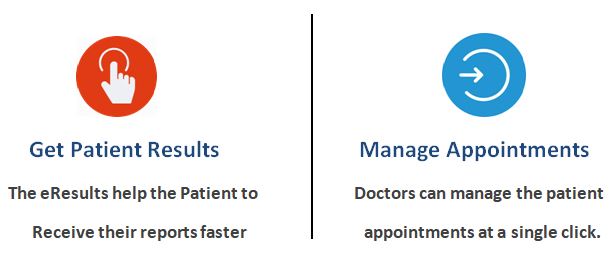 Get Patient Results
The eResults help the Patient to
Receive their reports faster
Manage Appointments
Doctors can manage the patient
appointments at a single click.